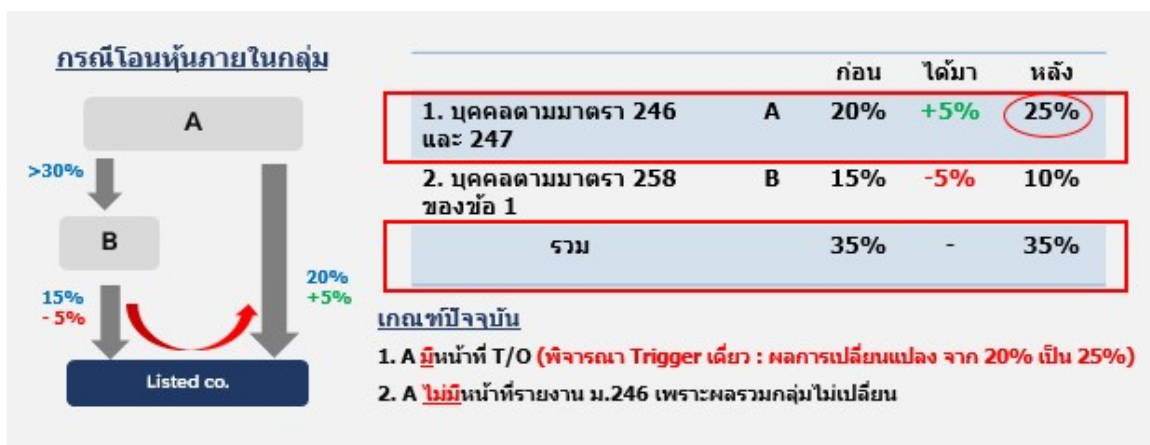 กรณีโอนหุ้นภายในกลุ่ม
A
>30%
B
15%
- 5%
20%
+5%
Listed co.
ก่อน ได้มา หลัง
1. บุคคลตามมาตรา 246 A 20% +5% 25%
และ 247
2. บุคคลตามมาตรา 258 B 15% -5% 10%
ของข้อ 1
รวม 35% - 35%
เกณฑ์ปัจจุบัน
1. A มีหน้าที่ T/O (พิจารณา Trigger เดี่ยว : ผลการเปลี่ยนแปลง จาก 20% เป็น 25%)
2. A ไม่มีหน้าที่รายงาน ม.246 เพราะผลรวมกลุ่มไม่เปลี่ยน